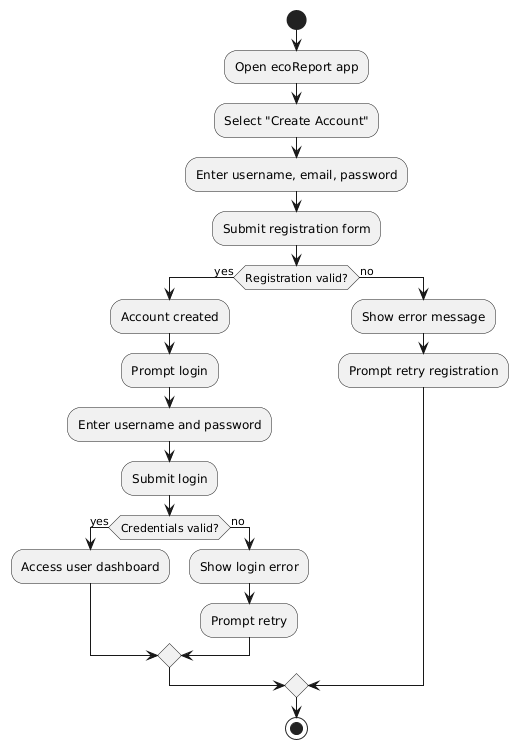 Open ecoReport app
Select "Create Account"
Enter username, email, password
Submit registration form
Registration valid?
yes
no
Account created
Show error message
Prompt login
Prompt retry registration
Enter username and password
Submit login
Credentials valid?
yes
no
Access user dashboard
Show login error
Prompt retry